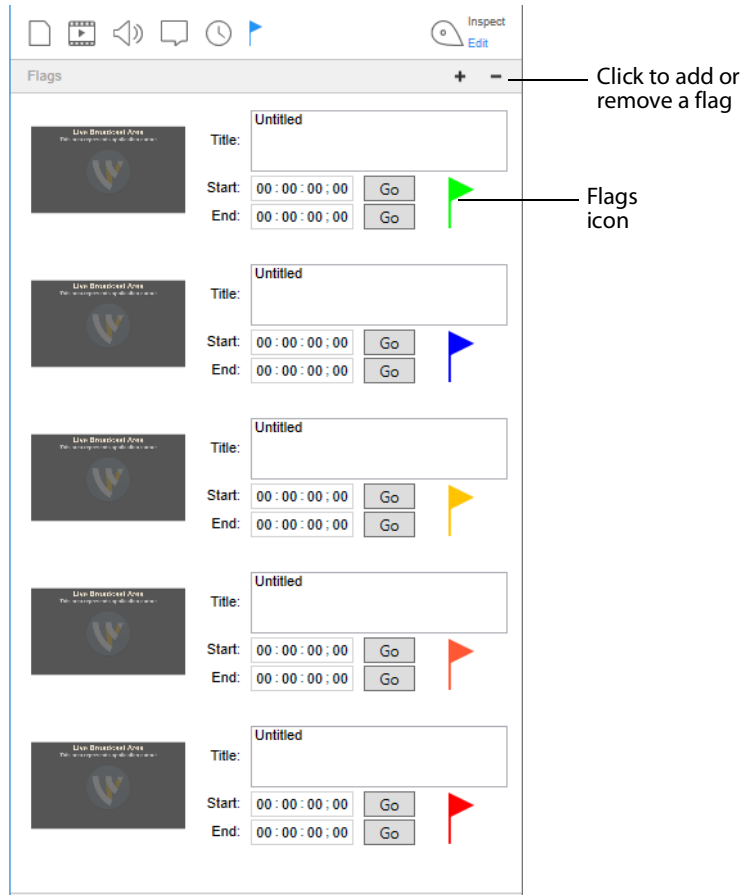 Inspect
Edit
Flags
+ -
Click to add or
remove a flag
Live Broadcast Area
Untitled
Title:
Start: 00:00:00;00 Go
End: 00:00:00;00 Go
Flags
icon
Live Broadcast Area
Untitled
Title:
Start: 00:00:00;00 Go
End: 00:00:00;00 Go
Live Broadcast Area
Untitled
Title:
Start: 00:00:00;00 Go
End: 00:00:00;00 Go
Live Broadcast Area
Untitled
Title:
Start: 00:00:00;00 Go
End: 00:00:00;00 Go
Live Broadcast Area
Untitled
Title:
Start: 00:00:00;00 Go
End: 00:00:00;00 Go